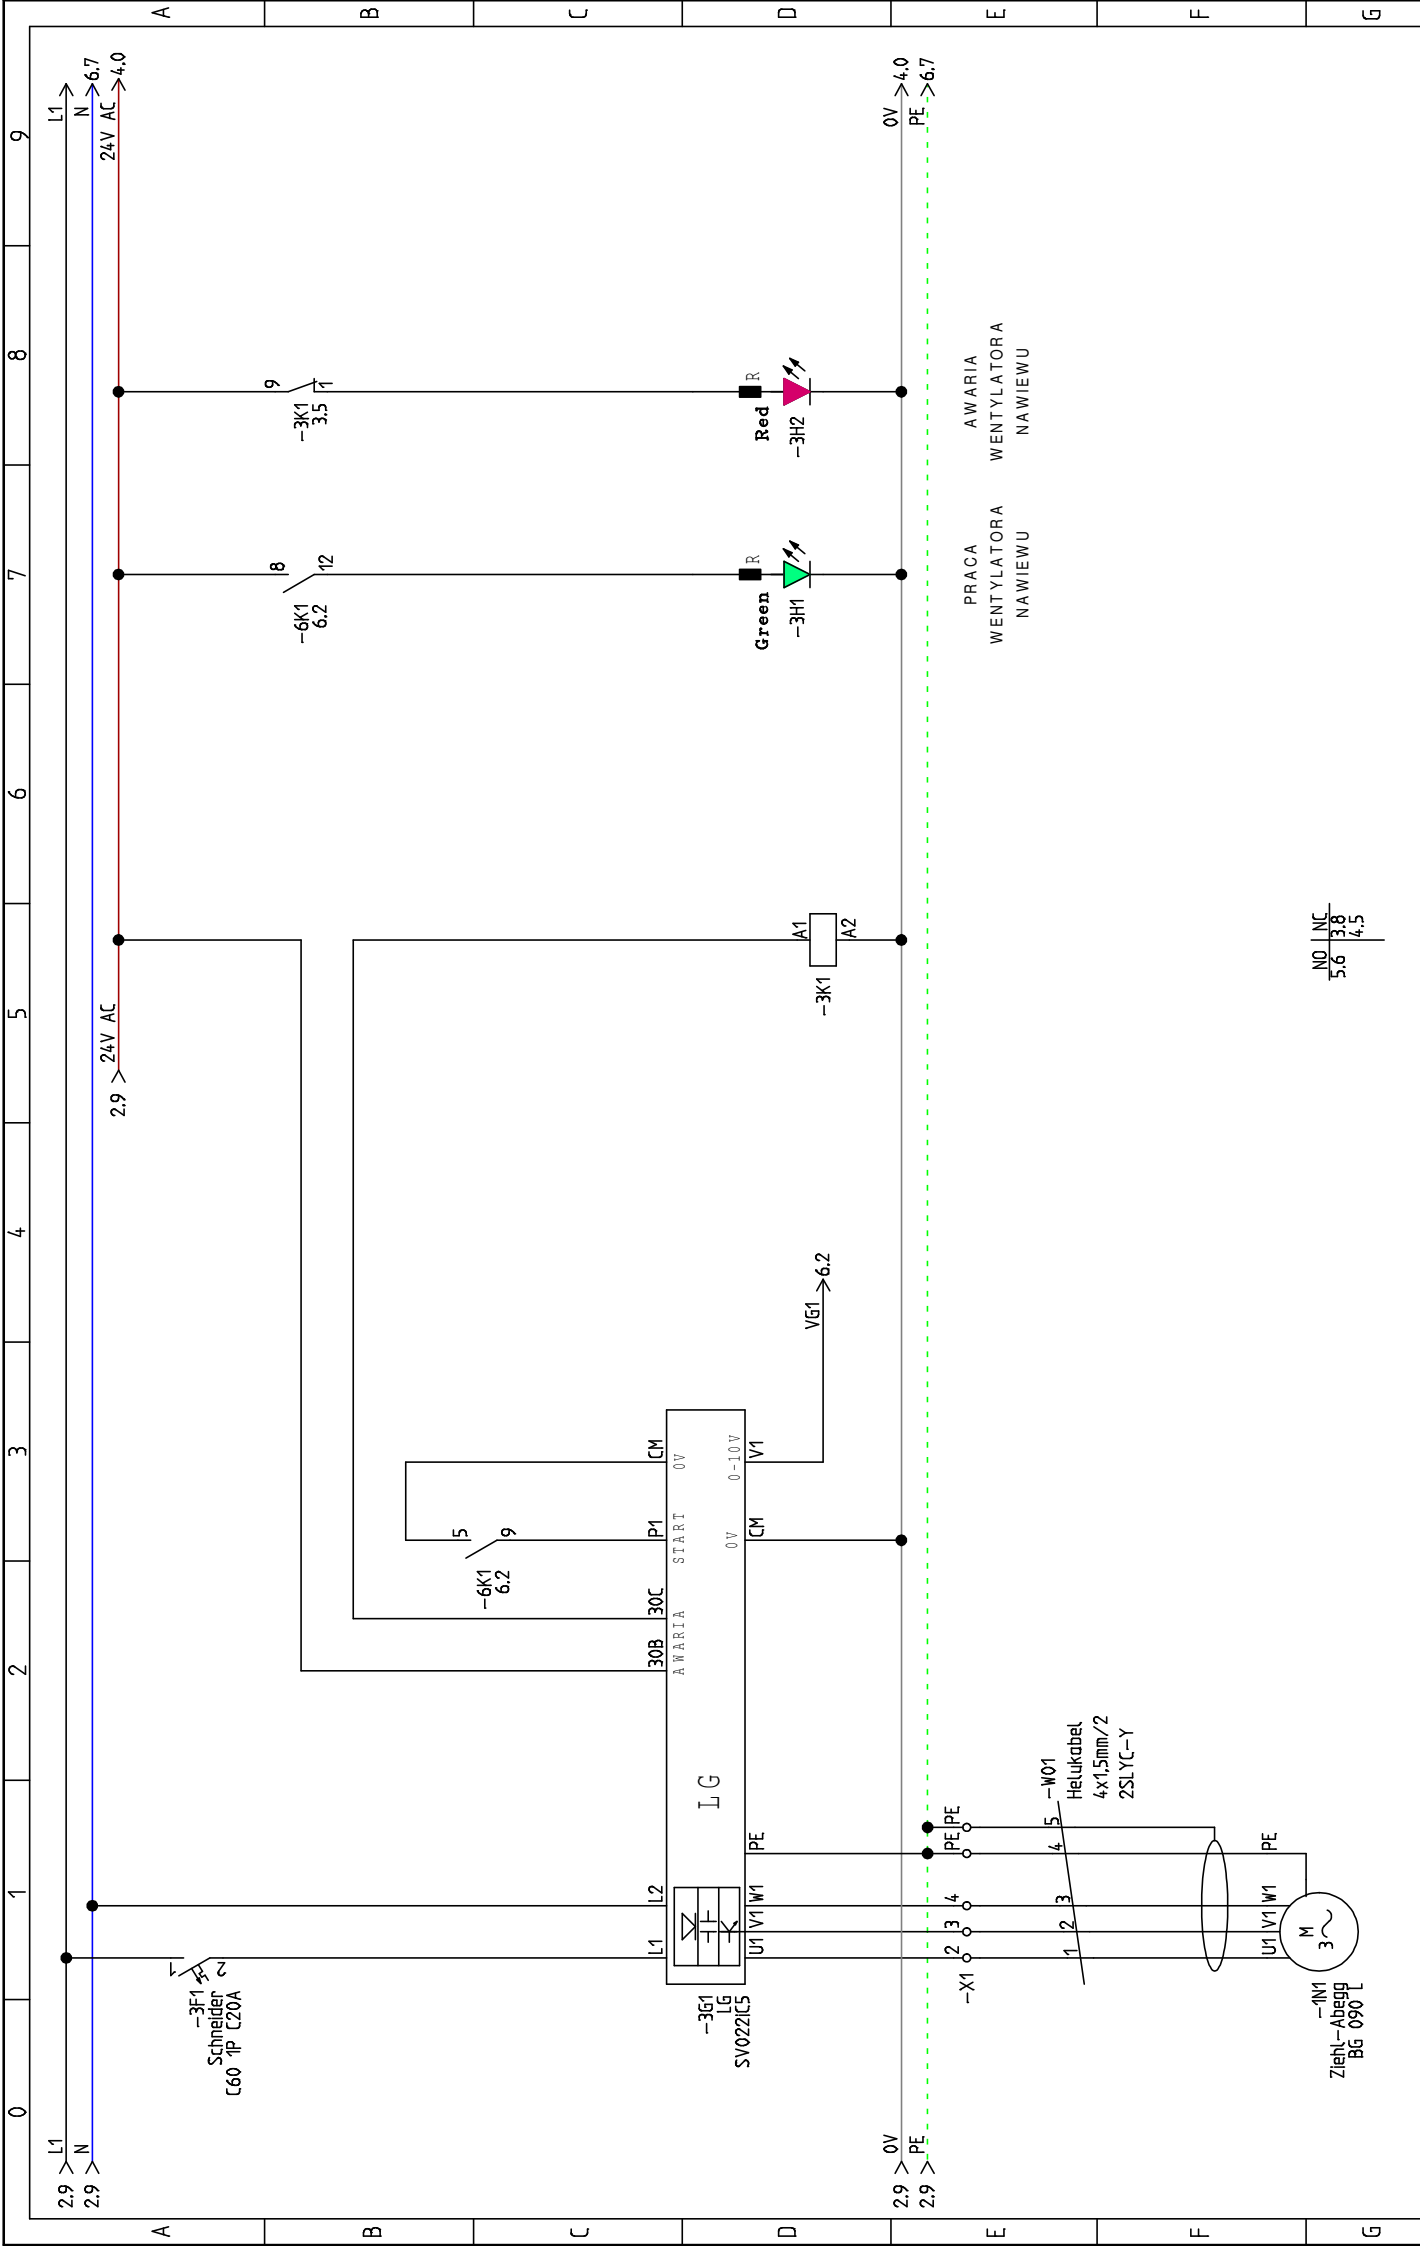 0 1 2 3 4 5 6 7 8 9
A
B
C
D
E
F
G
A
B
C
D
E
F
G
2.9 L1
L1
2.9 N
N 6.7
2.9 24V AC
24V AC 4.0
1
2
-3F1
Schneider
C60 1P C20A
5
9
-6K1
6.2
8
12
-6K1
6.2
9
1
-3K1
3.5
L1
L2
30B
30C
P1
CM
AWARIA
START
0V
LG
0V
0-10V
-3G1
LG
SV022iC5
U1
V1
W1
PE
CM
V1
VG1
6.2
A1
A2
-3K1
Green
R
-3H1
Red
R
-3H2
2.9 0V
0V 4.0
2.9 PE
PE 6.7
-X1
2
3
4
PE
PE
1
2
3
4
5
-W01
Helukabel
4x1,5mm/2
2SLYC-Y
PRACA
WENTYLATORA
NAWIEWU
AWARIA
WENTYLATORA
NAWIEWU
U1
V1
W1
PE
M
3~
-1N1
Ziehl-Abegg
BG 090 L
NO NC
5.6 3.8
4.5